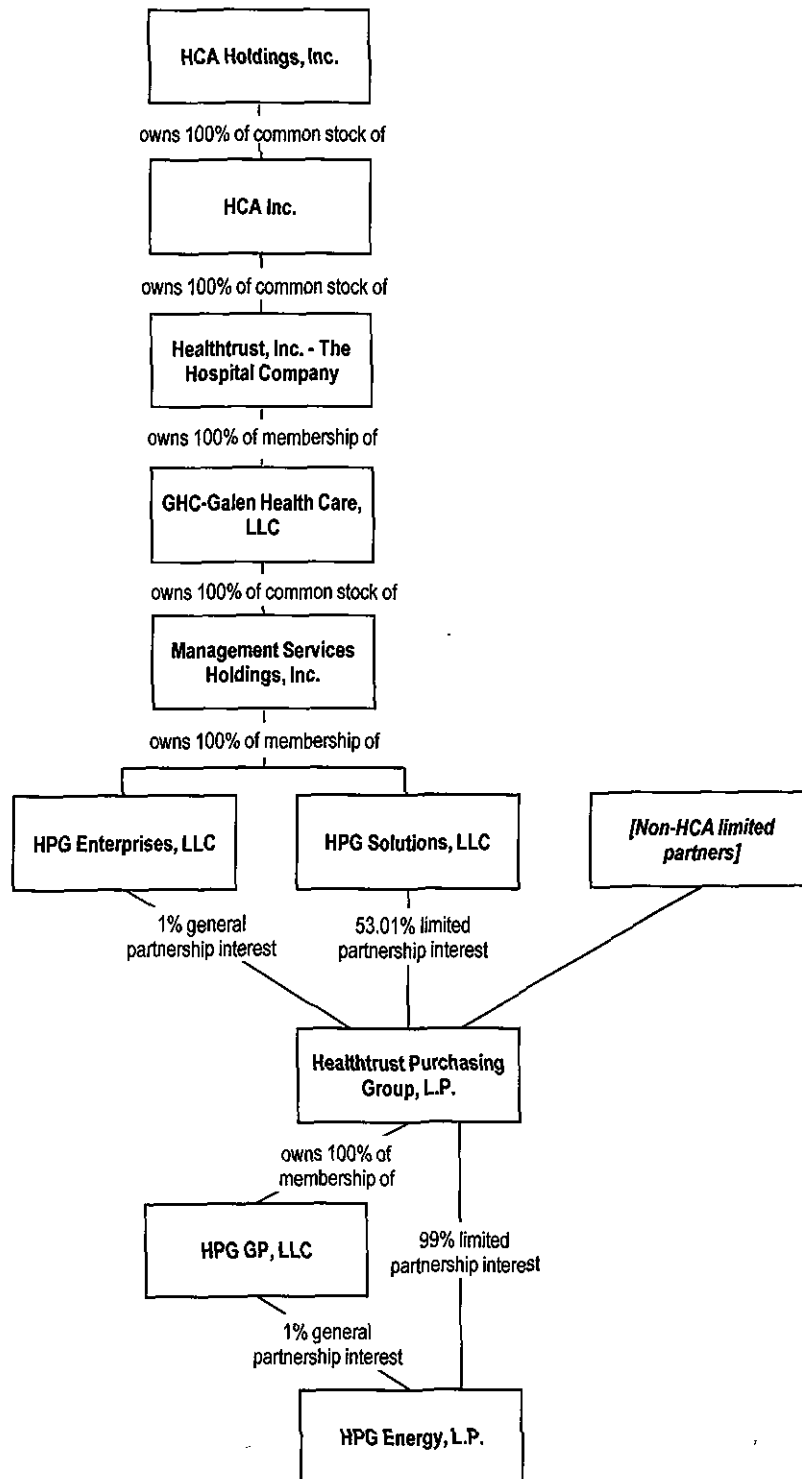 HCA Holdings, Inc.
owns 100% of common stock of
HCA Inc.
owns 100% of common stock of
Healthtrust, Inc. - The
Hospital Company
owns 100% of membership of
GHC-Galen Health Care,
LLC
owns 100% of common stock of
Management Services
Holdings, Inc.
owns 100% of membership of
HPG Enterprises, LLC
HPG Solutions, LLC
[Non-HCA limited
partners]
1% general
partnership interest
53.01% limited
partnership interest
Healthtrust Purchasing
Group, L.P.
owns 100% of
membership of
HPG GP, LLC
99% limited
partnership interest
1% general
partnership interest
HPG Energy, L.P.